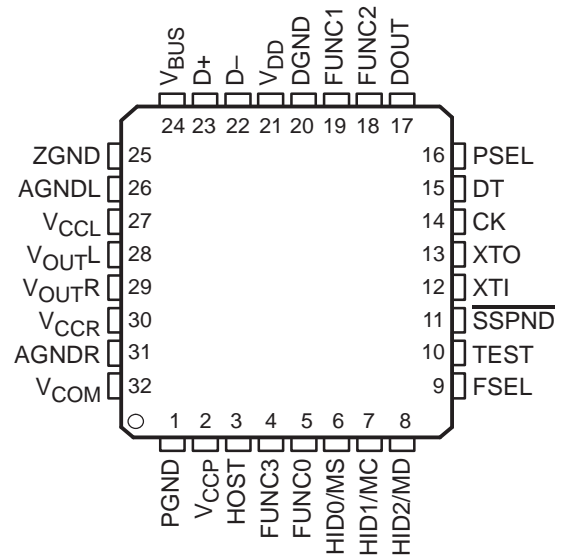 VBUS
D+
D–
VDD
DGND
FUNC1
FUNC2
DOUT
24 23 22 21 20 19 18 17
ZGND 25
AGNDL 26
VCCL 27
VOUTL 28
VOUTR 29
VCCR 30
AGNDR 31
VCOM 32
16 PSEL
15 DT
14 CK
13 XTO
12 XTI
11 SSPND
10 TEST
9 FSEL
1 2 3 4 5 6 7 8
PGND
VCCP
HOST
FUNC3
FUNC0
HID0/MS
HID1/MC
HID2/MD